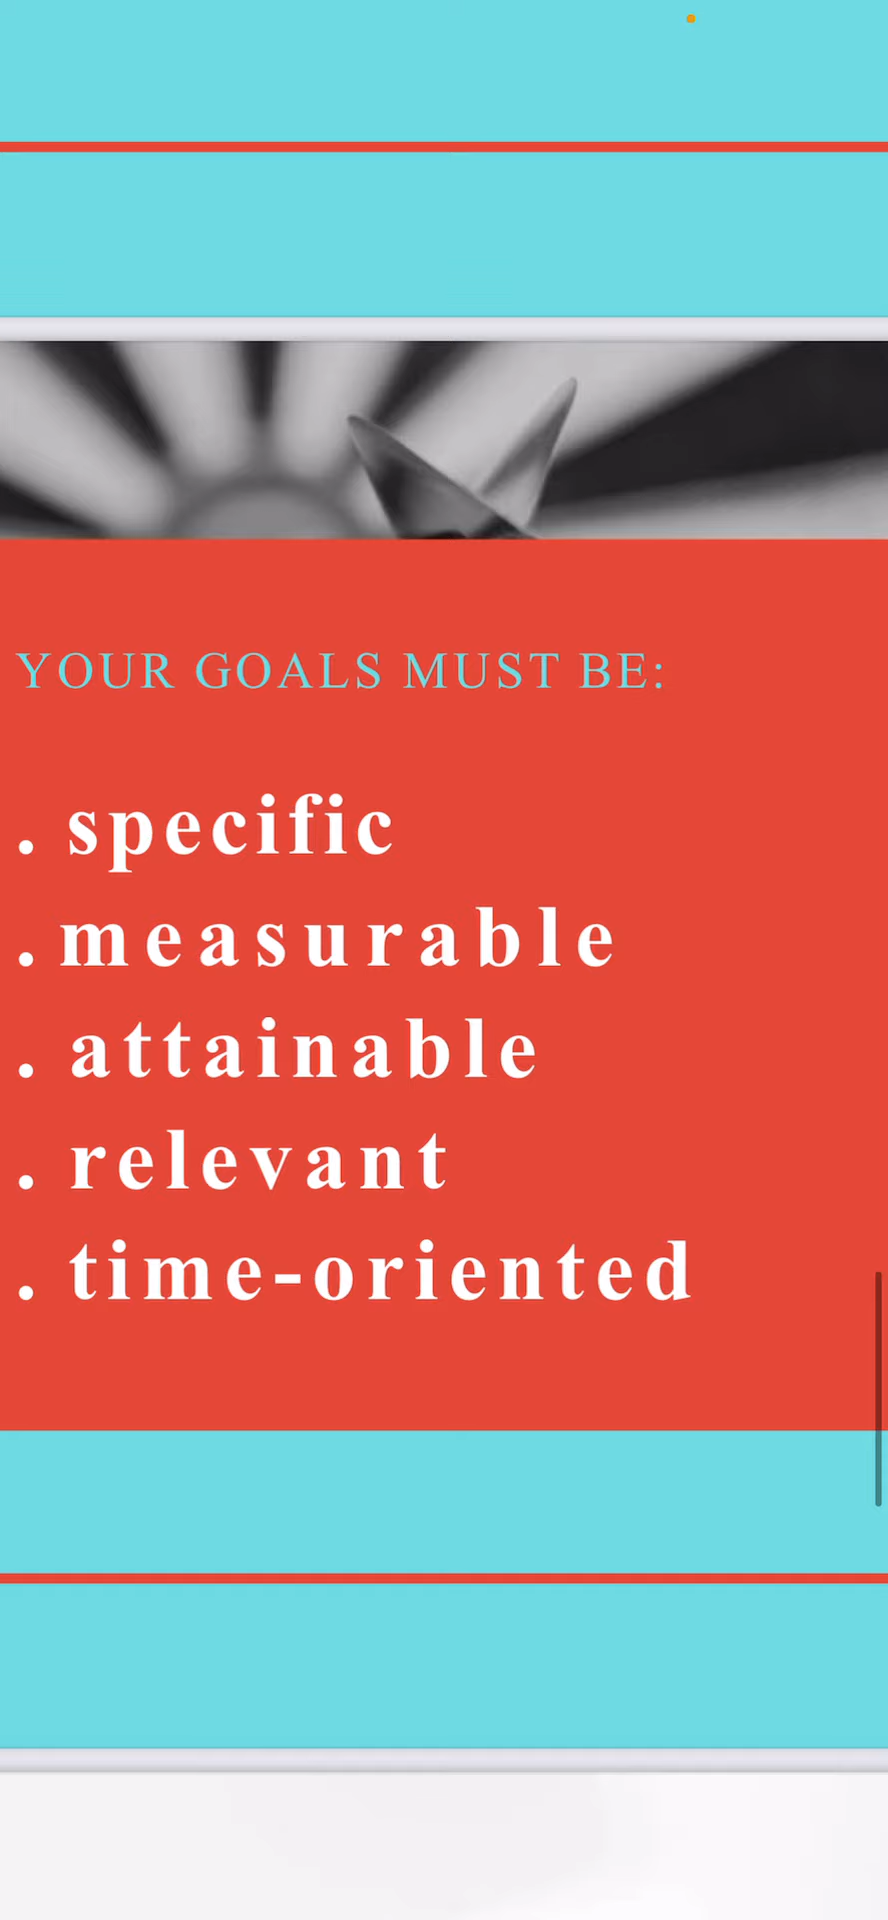 YOUR GOALS MUST BE:
. specific
. measurable
. attainable
. relevant
. time-oriented